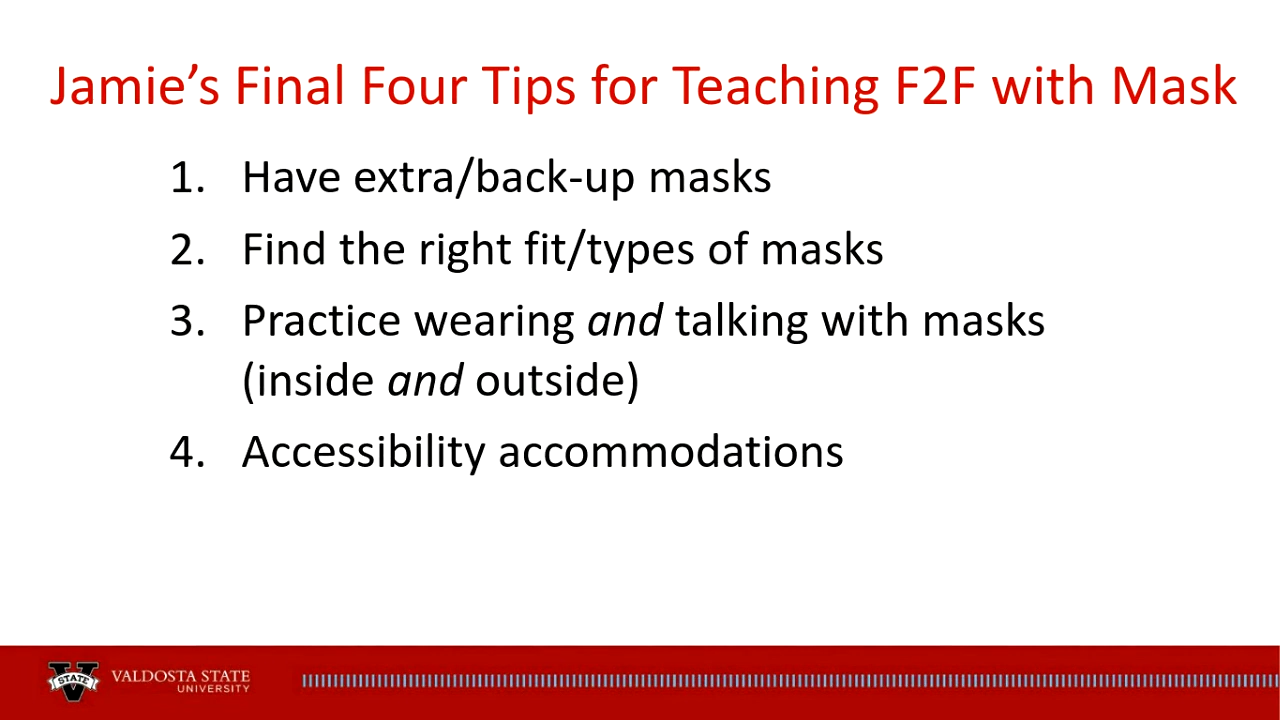 Jamie’s Final Four Tips for Teaching F2F with Mask
1. Have extra/back-up masks
2. Find the right fit/types of masks
3. Practice wearing and talking with masks
(inside and outside)
4. Accessibility accommodations
V
STATE
VALDOSTA STATE
UNIVERSITY